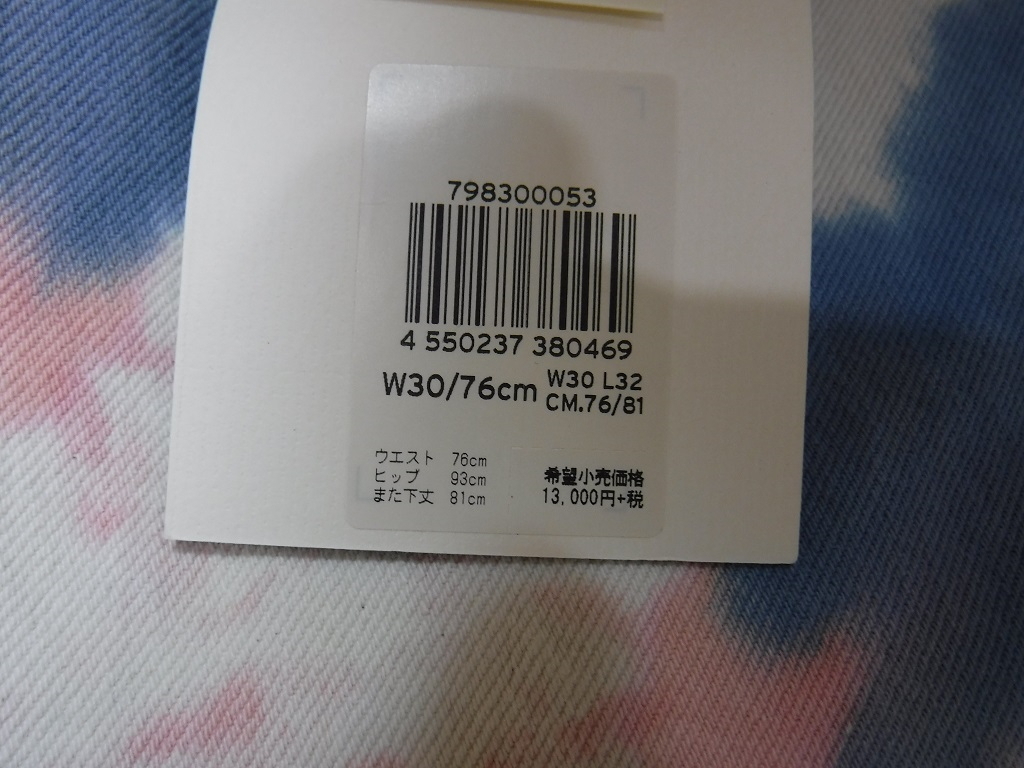 798300053
4 550237 380469
W30/76cm
W30 L32
CM.76/81
ウエスト 76cm
ヒップ 93cm
また下丈 81cm
希望小売価格
13,000円+税